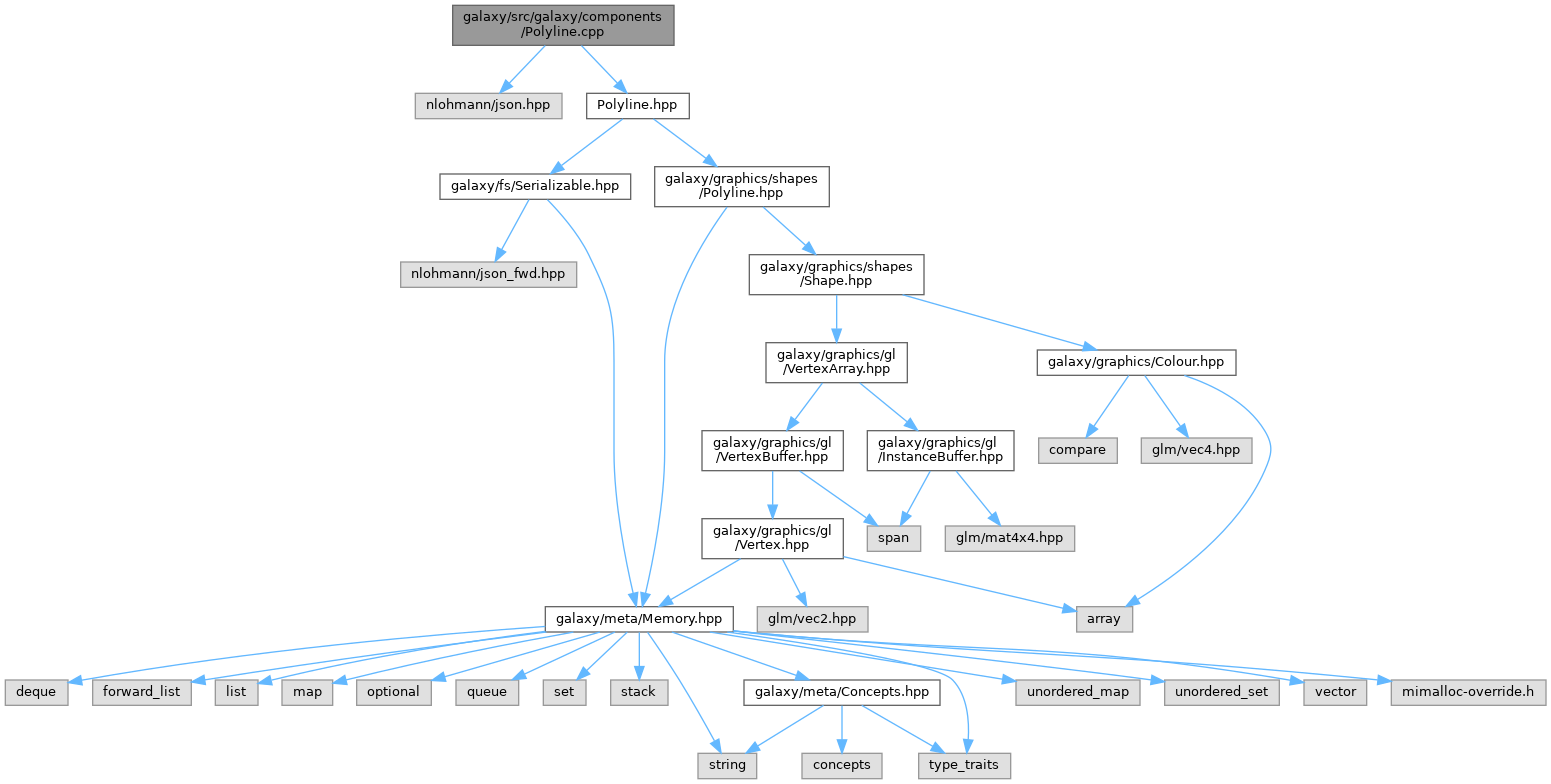 galaxy/src/galaxy/components
/Polyline.cpp
nlohmann/json.hpp
Polyline.hpp
galaxy/fs/Serializable.hpp
galaxy/graphics/shapes
/Polyline.hpp
nlohmann/json_fwd.hpp
galaxy/graphics/shapes
/Shape.hpp
galaxy/graphics/gl
/VertexArray.hpp
galaxy/graphics/Colour.hpp
galaxy/graphics/gl
/VertexBuffer.hpp
galaxy/graphics/gl
/InstanceBuffer.hpp
compare
glm/vec4.hpp
galaxy/graphics/gl
/Vertex.hpp
span
glm/mat4x4.hpp
galaxy/meta/Memory.hpp
glm/vec2.hpp
array
deque
forward_list
list
map
optional
queue
set
stack
galaxy/meta/Concepts.hpp
unordered_map
unordered_set
vector
mimalloc-override.h
string
concepts
type_traits